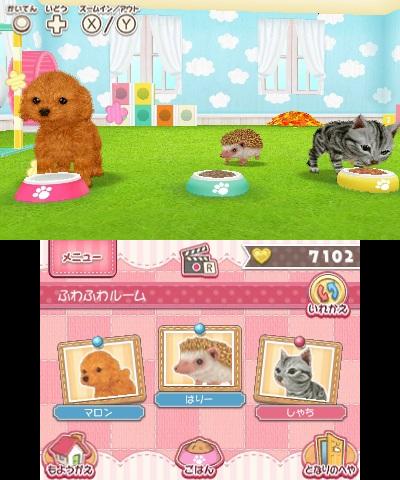 かいてん いどう ズームイン/アウト
X/Y
メニュー
R
7102
ふわふわルーム
いれかえ
マロン
はりー
しゃち
もようがえ
ごはん
となりのへや